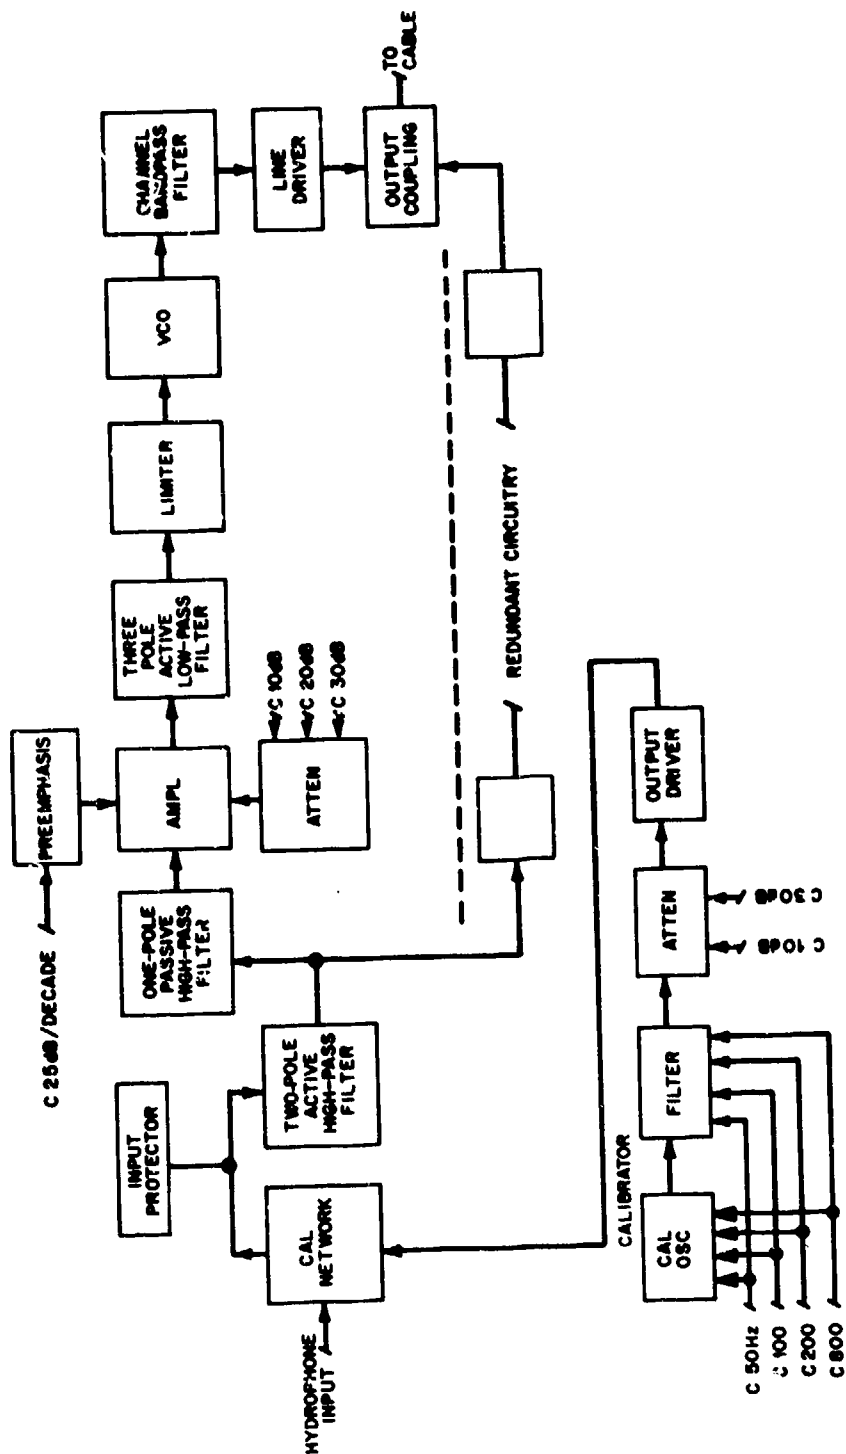 HYDROPHONE
INPUT
CAL
NETWORK
INPUT
PROTECTOR
TWO-POLE
ACTIVE
HIGH-PASS
FILTER
C 25dB/DECADE
ONE-POLE
PASSIVE
HIGH-PASS
FILTER
PREEMPHASIS
AMPL
ATTEN
C 10dB
C 20dB
C 30dB
THREE
POLE
ACTIVE
LOW-PASS
FILTER
LIMITER
VCO
CHANNEL
BANDPASS
FILTER
LINE
DRIVER
OUTPUT
COUPLING
TO
CABLE
REDUNDANT CIRCUITRY
CALIBRATOR
CAL
OSC
FILTER
ATTEN
OUTPUT
DRIVER
C 50Hz
C 100
C 200
C 800
C 10dB
C 30dB